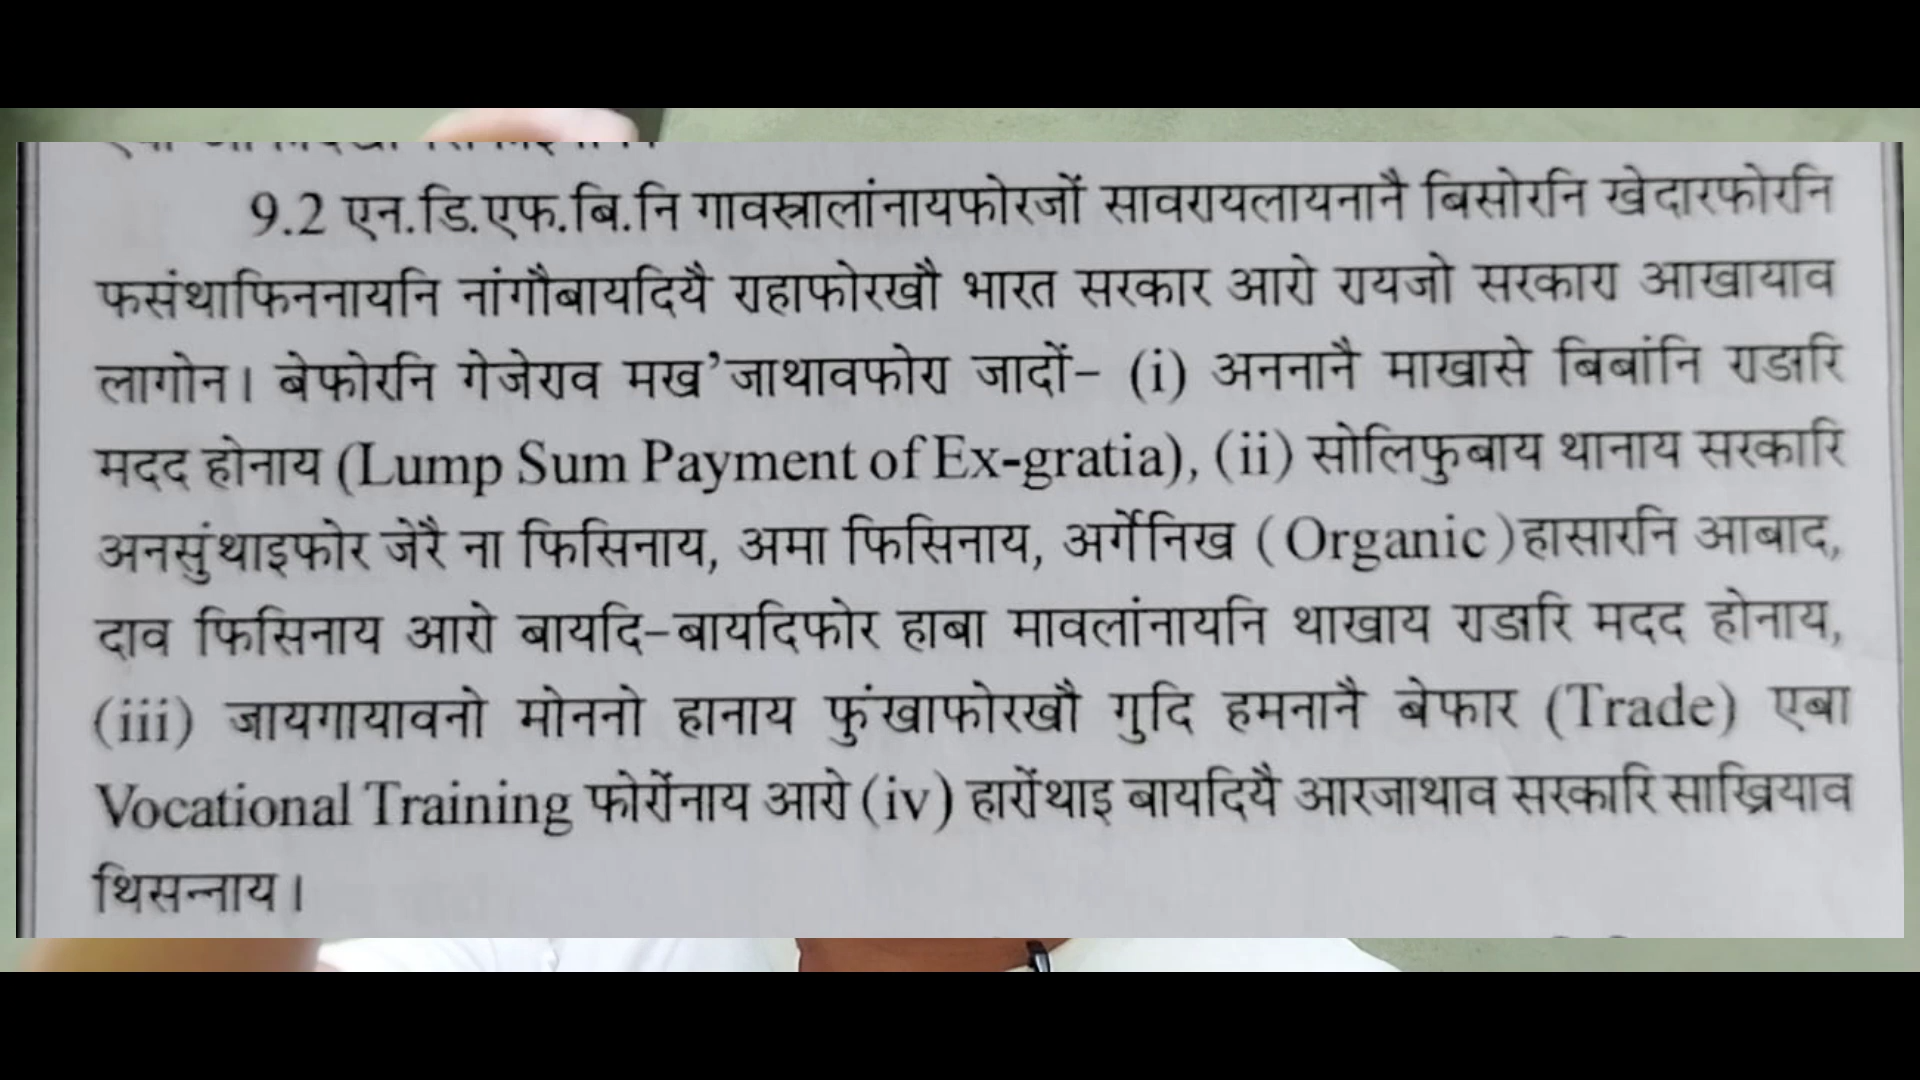 9.2 एन.डि.एफ.बि.नि गावस्रालांनायफोरजों सावरायलायनानै बिसोरनि खेदारफोरनि
फसंथाफिननायनि नांगौबायदियै राहाफोरखौ भारत सरकार आरो रायजो सरकारा आखायाव
लागोन। बेफोरनि गेजेराव मख’जाथावफोरा जादों- (i) अननानै माखासे बिबांनि राङारि
मदद होनाय (Lump Sum Payment of Ex-gratia), (ii) सोलिफुबाय थानाय सरकारि
अनसुंथाइफोर जेरै ना फिसिनाय, अमा फिसिनाय, अर्गेनिख (Organic)हासारनि आबाद,
दाव फिसिनाय आरो बायदि-बायदिफोर हाबा मावलांनायनि थाखाय राङारि मदद होनाय,
(iii) जायगायावनो मोननो हानाय फुंखाफोरखौ गुदि हमनानै बेफार (Trade) एबा
Vocational Training फोरोंनाय आरो (iv) हारोंथाइ बायदियै आरजाथाव सरकारि साख्रियाव
थिसन्नाय।